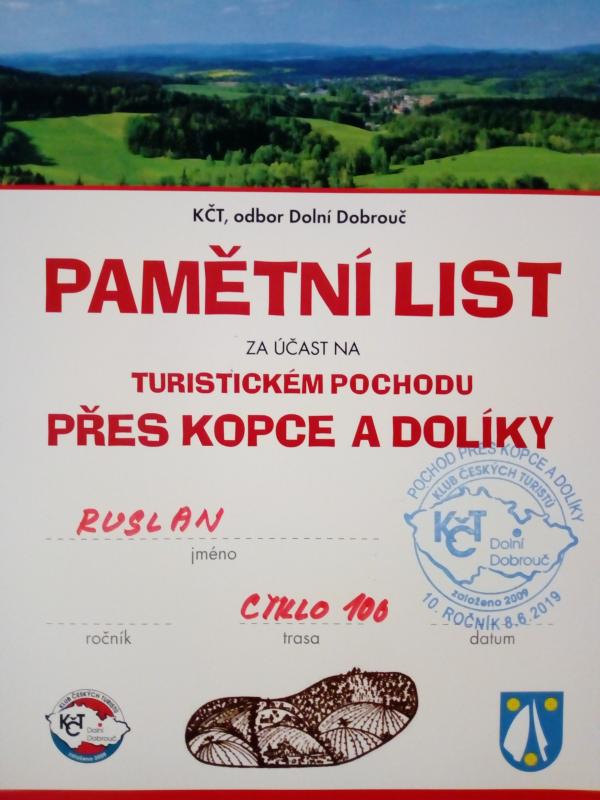 KČT, odbor Dolní Dobrouč
PAMĚTNÍ LIST
ZA ÚČAST NA
TURISTICKÉM POCHODU
PŘES KOPCE A DOLÍKY
RUSLAN
jméno
POCHOD PŘES KOPCE A DOLÍKY
KLUB ČESKÝCH TURISTŮ
KČT
Dolní
Dobrouč
založeno 2009
10. ROČNÍK 8.6.2019
CYKLO 100
ročník
trasa
datum
KLUB ČESKÝCH TURISTŮ
KČT
Dolní
Dobrouč
založeno 2009